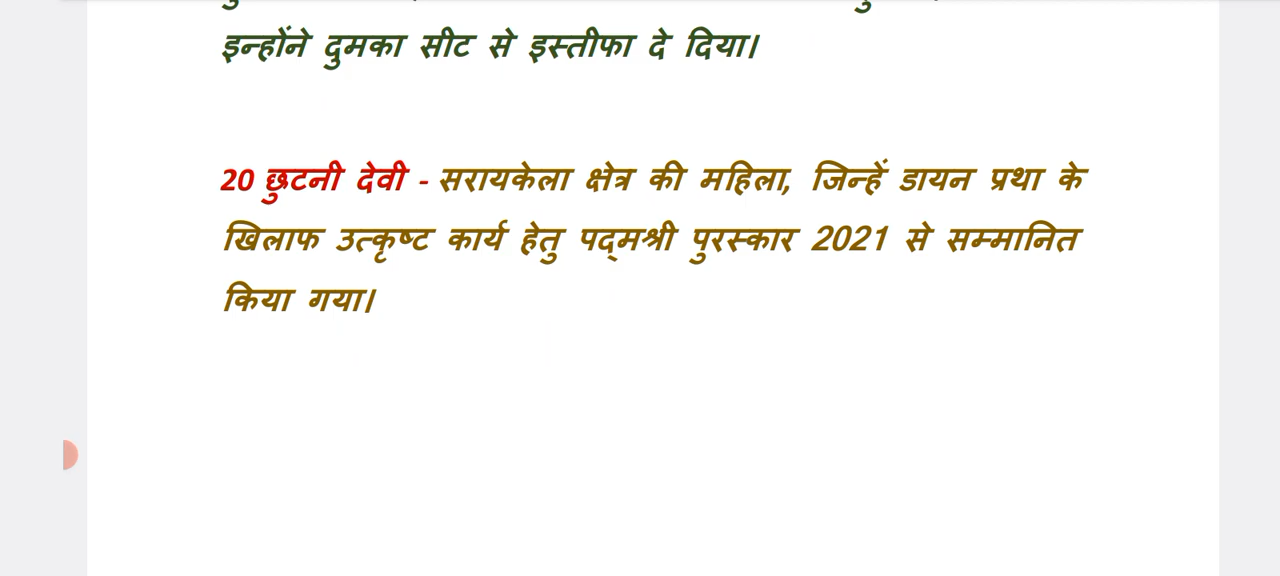 इन्होंने दुमका सीट से इस्तीफा दे दिया।
20 छुटनी देवी - सरायकेला क्षेत्र की महिला, जिन्हें डायन प्रथा के
खिलाफ उत्कृष्ट कार्य हेतु पद्मश्री पुरस्कार 2021 से सम्मानित
किया गया।